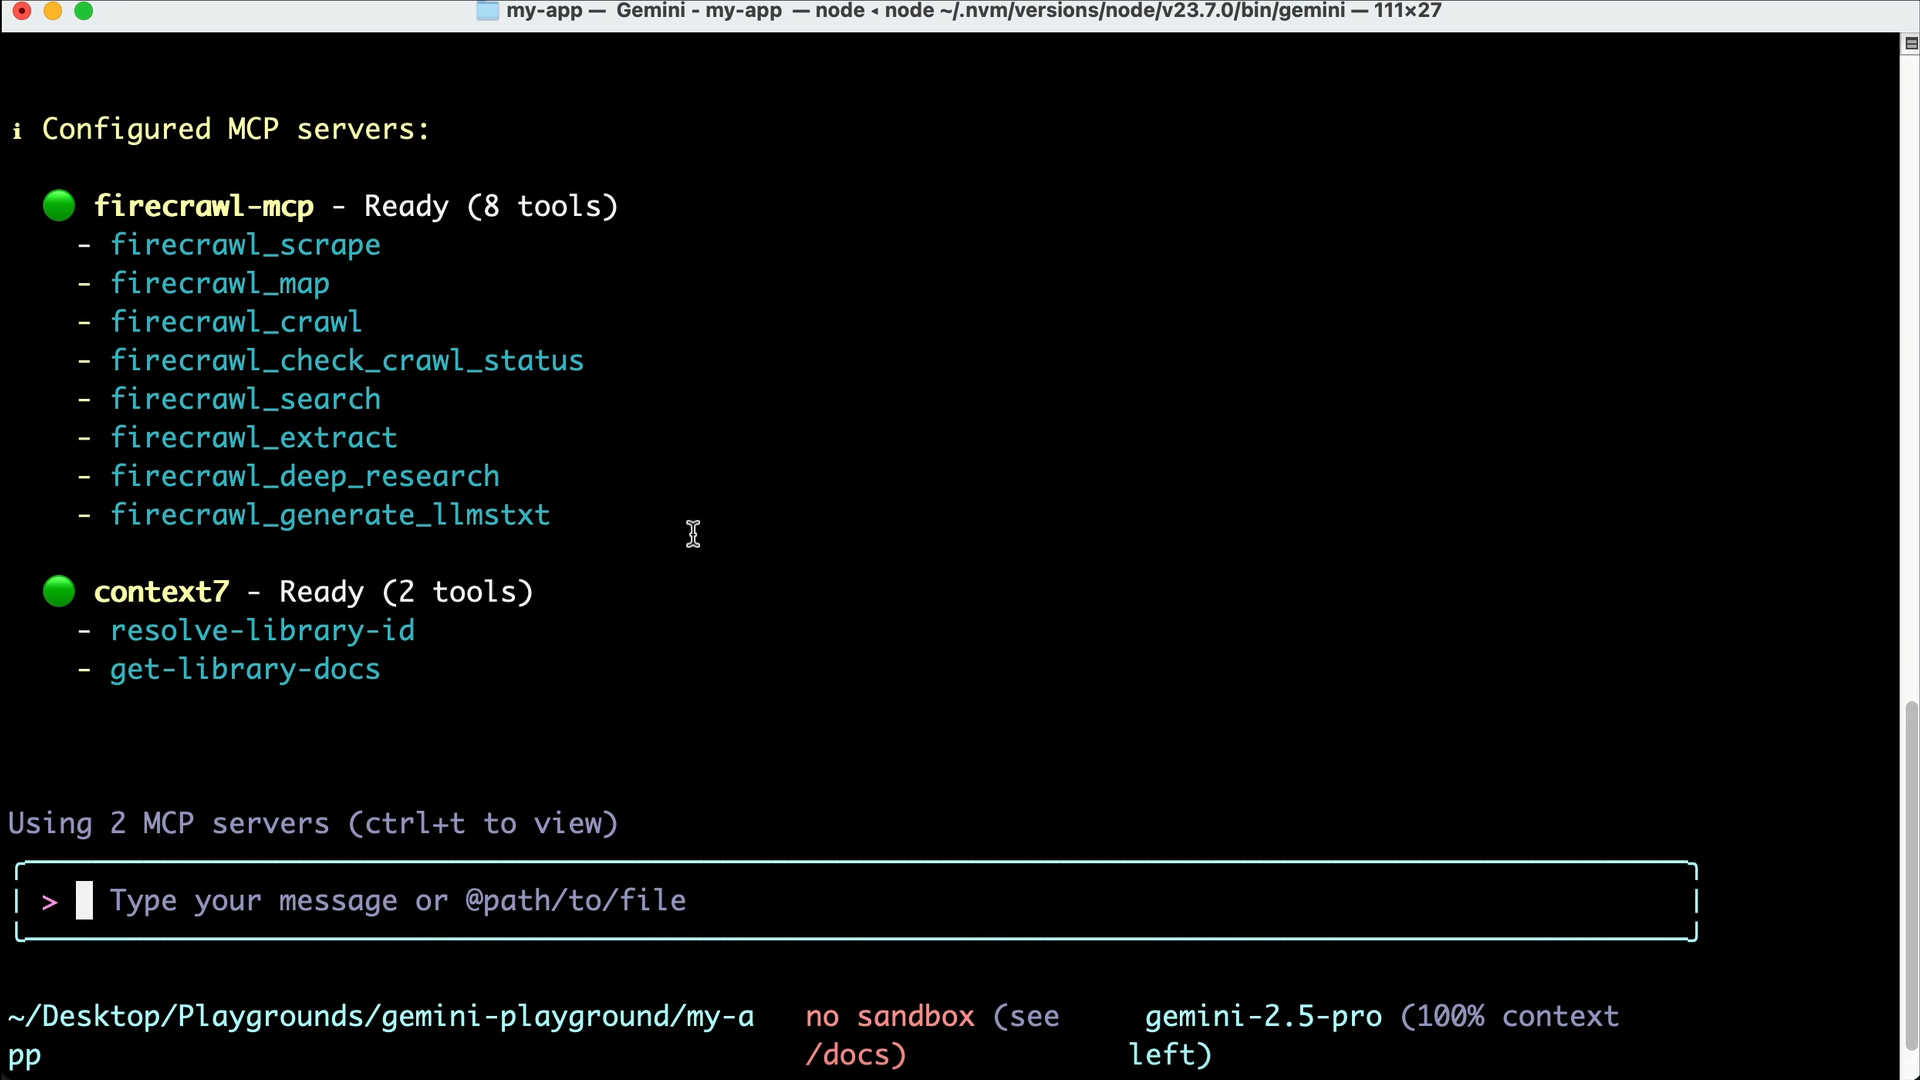 my-app — Gemini - my-app — node ◂ node ~/.nvm/versions/node/v23.7.0/bin/gemini — 111×27
ℹ Configured MCP servers:
🟢 firecrawl-mcp - Ready (8 tools)
- firecrawl_scrape
- firecrawl_map
- firecrawl_crawl
- firecrawl_check_crawl_status
- firecrawl_search
- firecrawl_extract
- firecrawl_deep_research
- firecrawl_generate_llmstxt
🟢 context7 - Ready (2 tools)
- resolve-library-id
- get-library-docs
Using 2 MCP servers (ctrl+t to view)
> Type your message or @path/to/file
~/Desktop/Playgrounds/gemini-playground/my-a no sandbox (see gemini-2.5-pro (100% context
pp /docs) left)